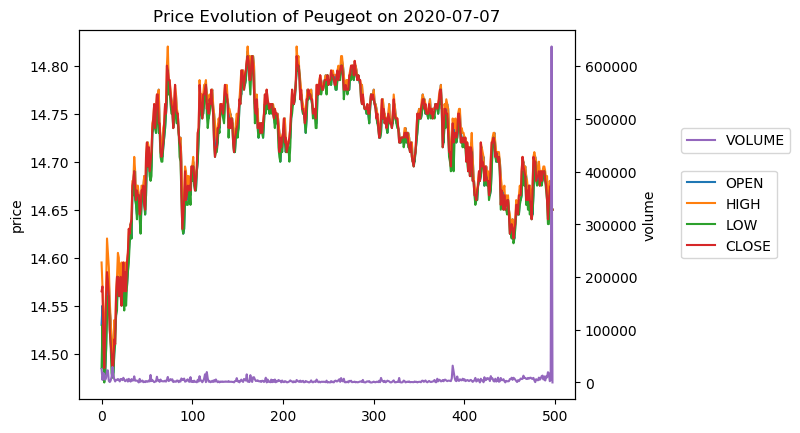 Price Evolution of Peugeot on 2020-07-07
14.80
14.75
14.70
14.65
14.60
14.55
14.50
price
0
100
200
300
400
500
600000
500000
400000
300000
200000
100000
0
volume
VOLUME
OPEN
HIGH
LOW
CLOSE